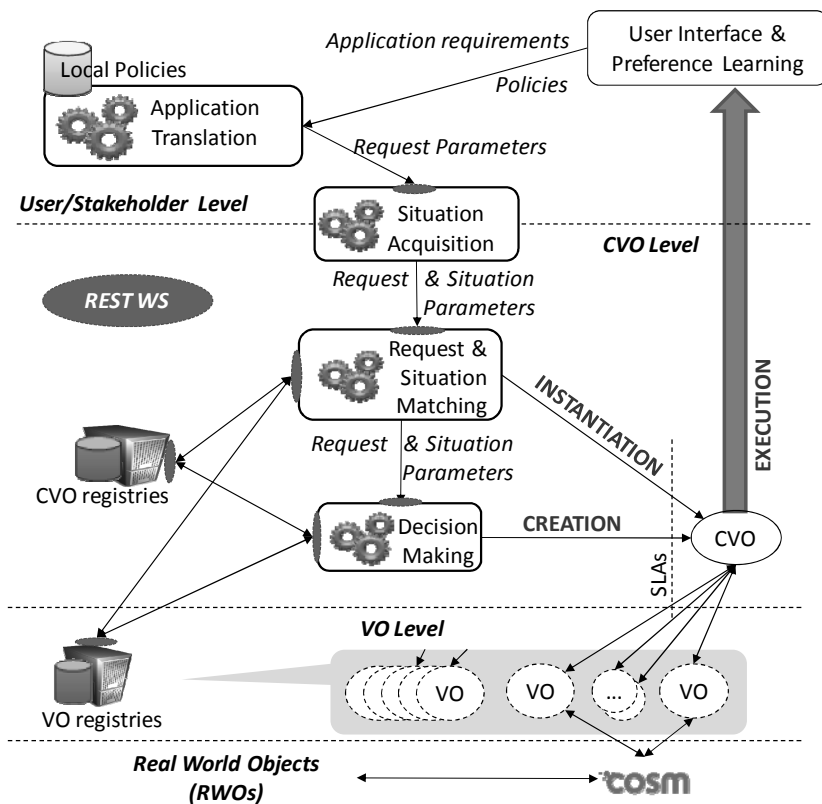 Application requirements
Policies
User Interface &
Preference Learning
Local Policies
Application
Translation
Request Parameters
User/Stakeholder Level
Situation
Acquisition
CVO Level
Request & Situation
Parameters
REST WS
Request &
Situation
Matching
INSTANTIATION
EXECUTION
Request & Situation
Parameters
CVO registries
Decision
Making
CREATION
CVO
SLAs
VO Level
VO
VO
...
VO
VO registries
Real World Objects
(RWOs)
cosm